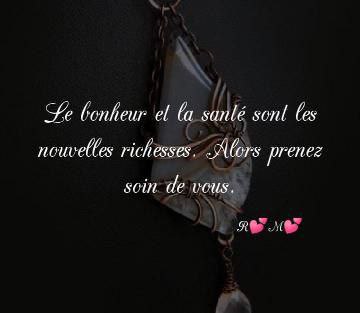 Le bonheur et la santé sont les
nouvelles richesses. Alors prenez
soin de vous.
R💕M💕